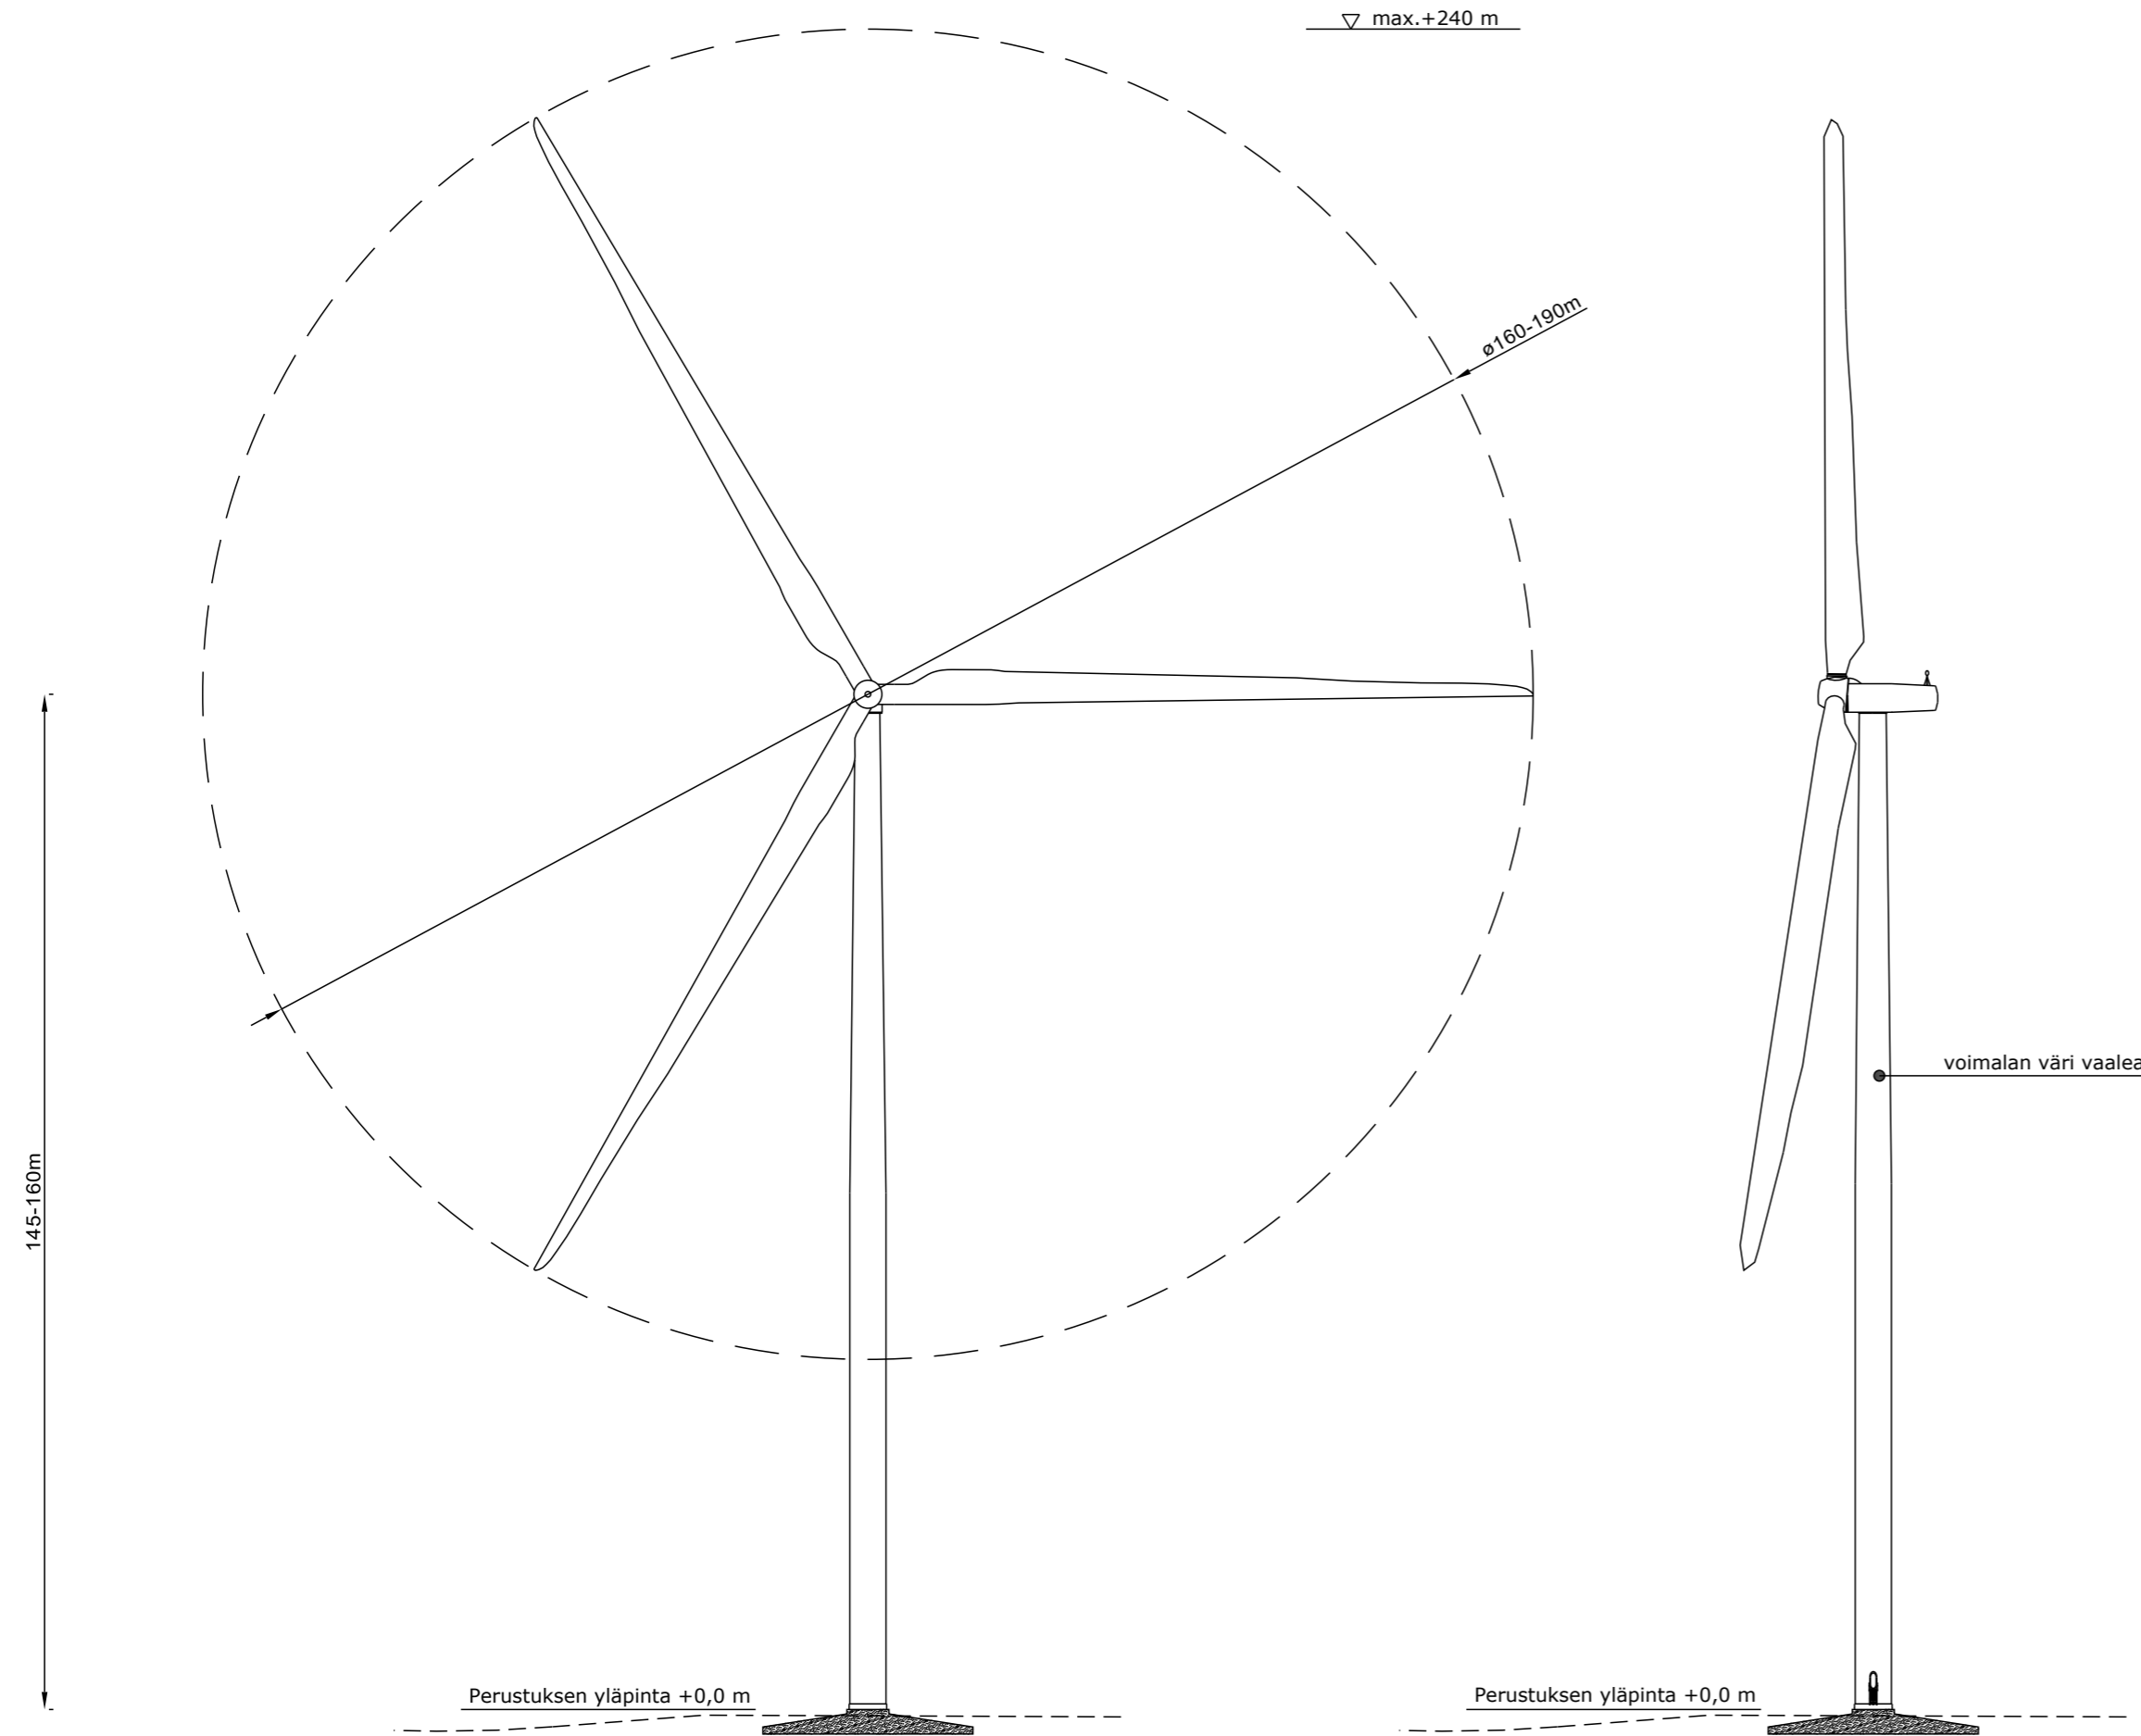 max.+240 m
ø160-190m
voimalan väri vaalea
145-160m
Perustuksen yläpinta +0,0 m
Perustuksen yläpinta +0,0 m